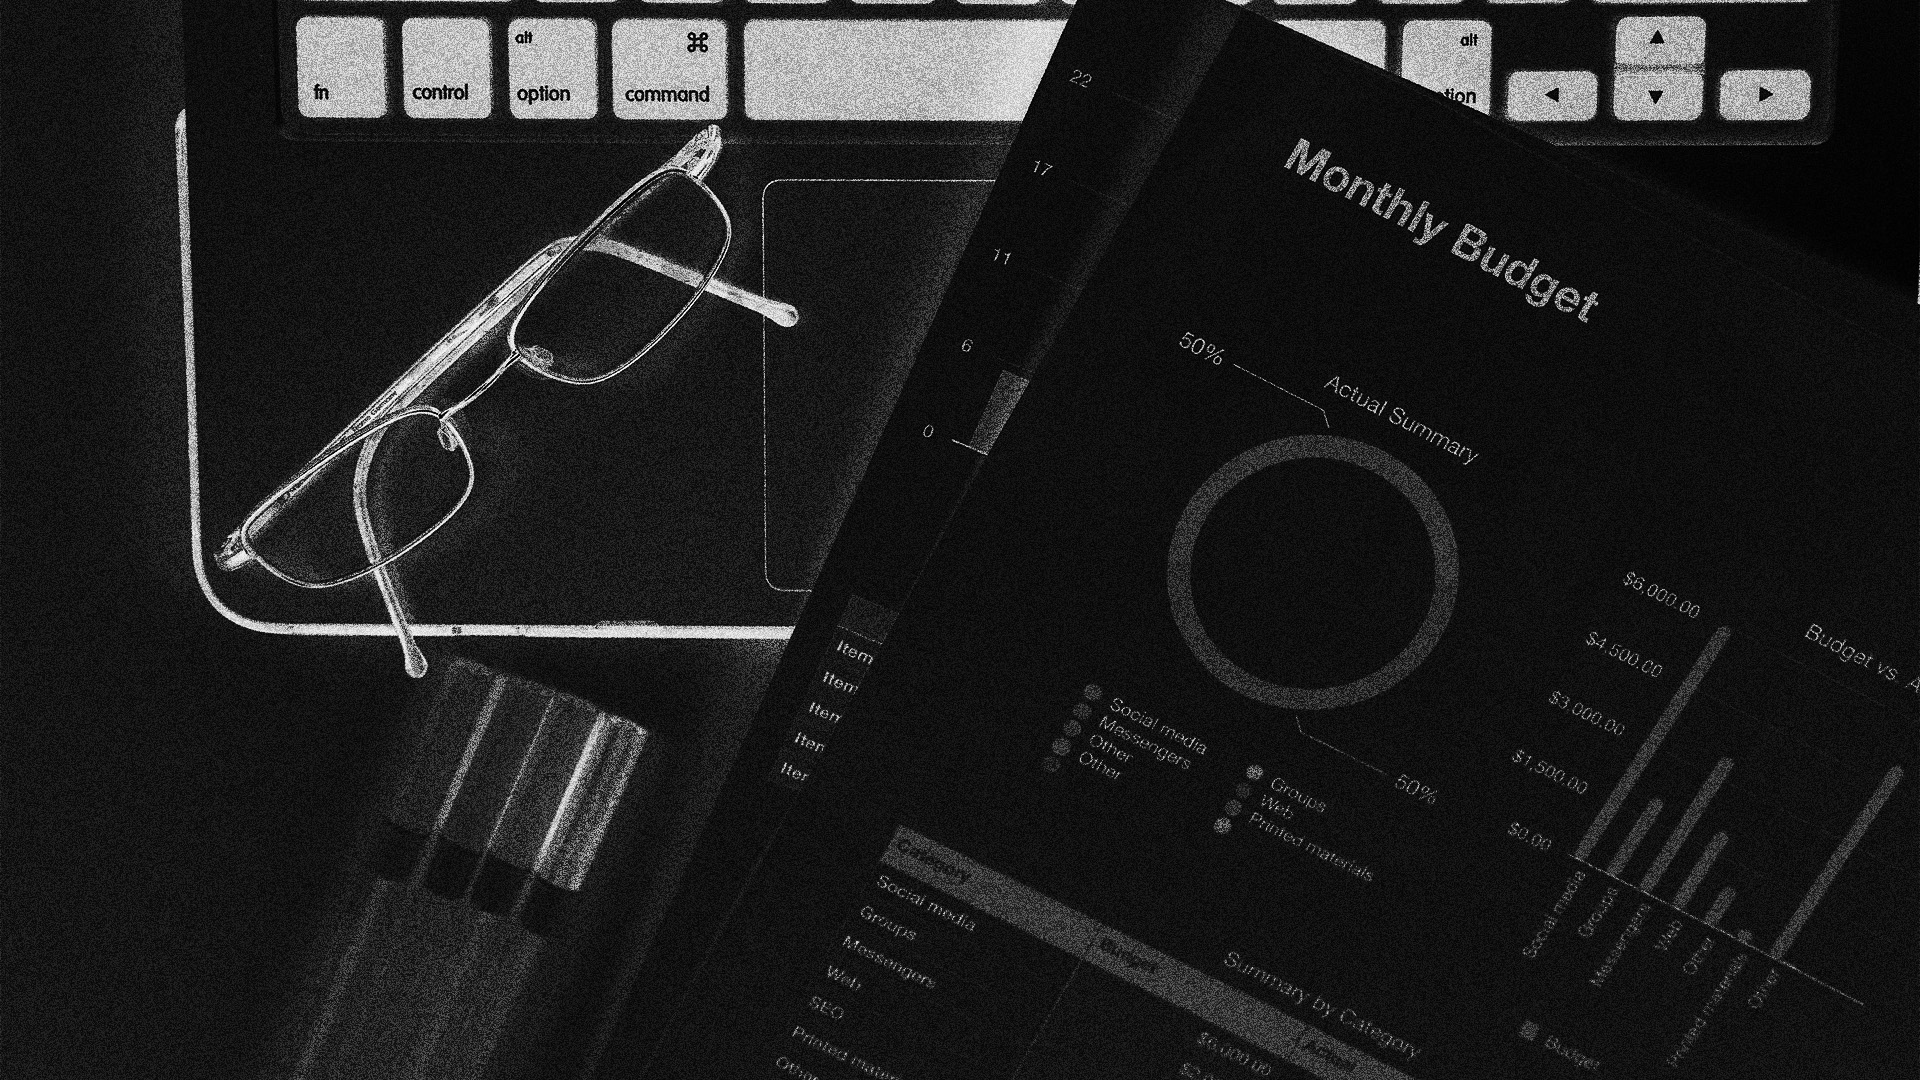 fn
control
alt
option
⌘
command
alt
tion
22
17
11
6
0
Item
Item
Item
Item
Item
Monthly Budget
50%
Actual Summary
50%
Social media
Messengers
Other
Other
Groups
Web
Printed materials
$6,000.00
$4,500.00
$3,000.00
$1,500.00
$0.00
Budget vs. A
Social media
Groups
Messengers
Web
Other
Printed materials
Other
Budget
Summary by Category
Category
Budget
Actual
Social media
Groups
Messengers
Web
SEO
Printed mater
Other
$6,000.00